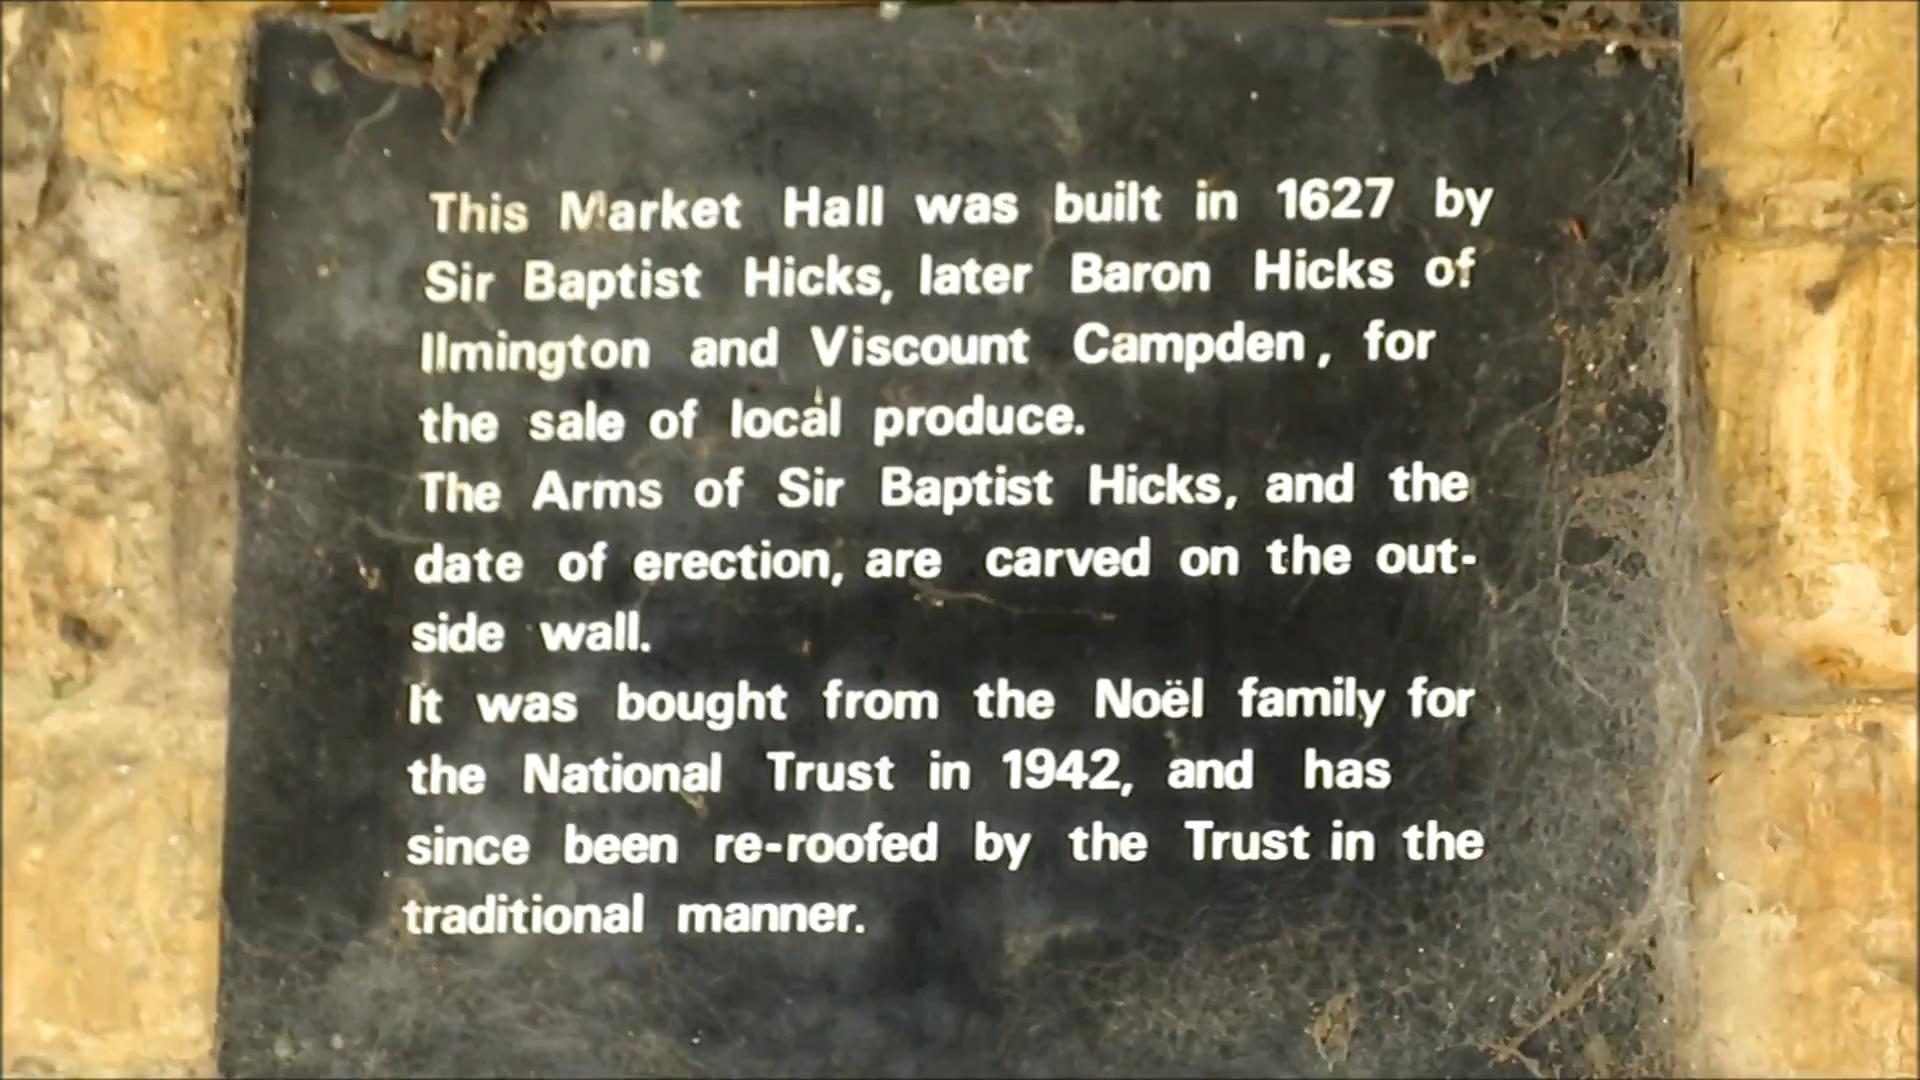 This Market Hall was built in 1627 by
Sir Baptist Hicks, later Baron Hicks of
Ilmington and Viscount Campden, for
the sale of local produce.
The Arms of Sir Baptist Hicks, and the
date of erection, are carved on the out-
side wall.
It was bought from the Noël family for
the National Trust in 1942, and has
since been re-roofed by the Trust in the
traditional manner.